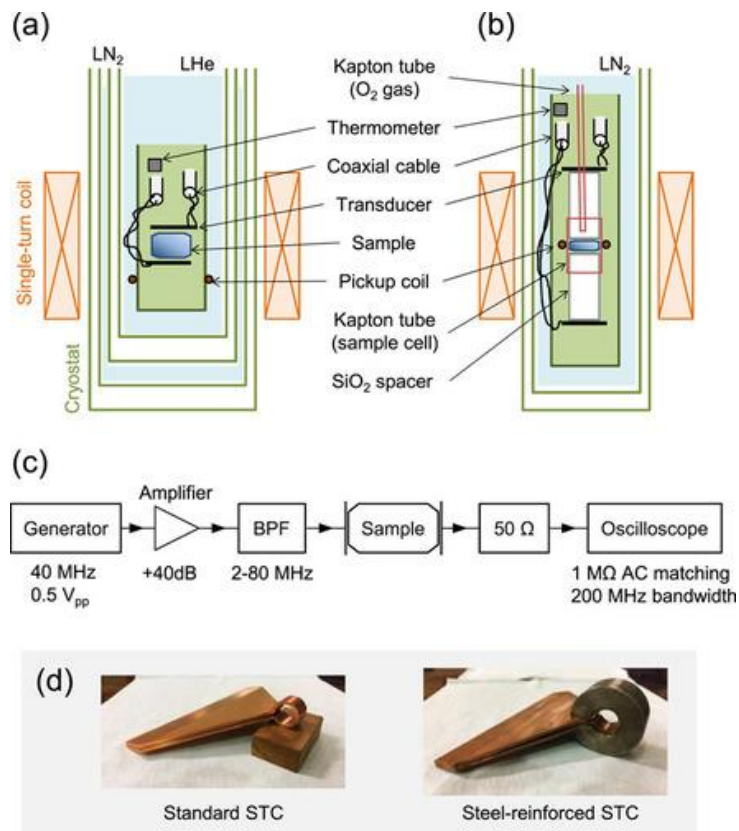 (a)
LN2
LHe
Single-turn coil
Cryostat
Kapton tube
(O2 gas)
Thermometer
Coaxial cable
Transducer
Sample
Pickup coil
Kapton tube
(sample cell)
SiO2 spacer
(b)
LN2
(c)
Generator
40 MHz
0.5 Vpp
Amplifier
+40dB
BPF
2-80 MHz
Sample
50 Ω
Oscilloscope
1 MΩ AC matching
200 MHz bandwidth
(d)
Standard STC
Steel-reinforced STC